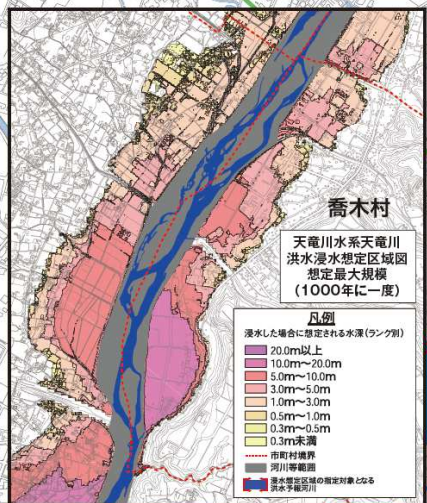 喬木村
天竜川水系天竜川
洪水浸水想定区域図
想定最大規模
(1000年に一度)
凡例
浸水した場合に想定される水深(ランク別)
20.0m以上
10.0m~20.0m
5.0m~10.0m
3.0m~5.0m
1.0m~3.0m
0.5m~1.0m
0.3m~0.5m
0.3m未満
市町村境界
河川等範囲
浸水想定区域の指定対象となる
洪水予報河川